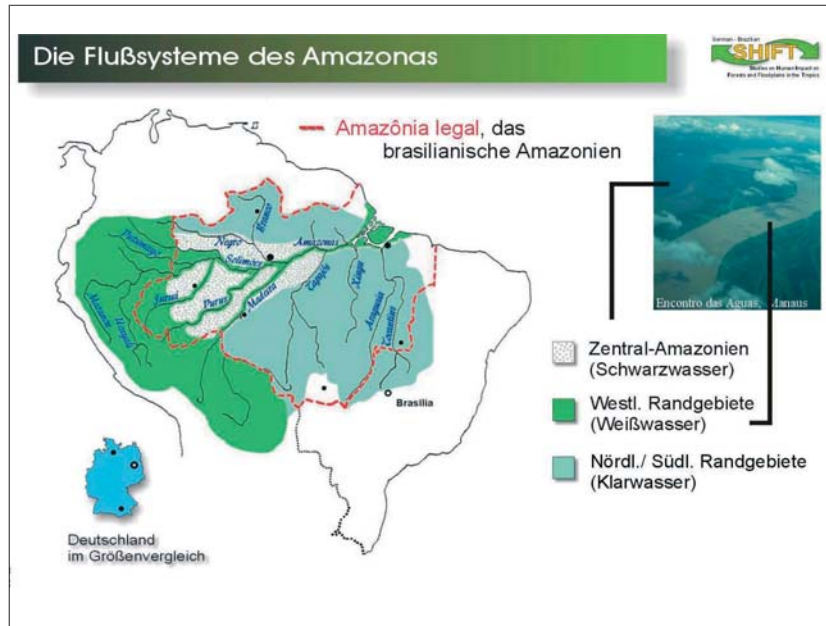 Die Flußsysteme des Amazonas
German - Brazilian
SHIFT
Studies on Human Impact on
Forests and Floodplains in the Tropics
Amazônia legal, das
brasilianische Amazonien
Branco
Negro
Amazonas
Putumayo
Solimões
Tapajós
Xingu
Juruá
Purus
Madeira
Araguaia
Tocantins
Marañon
Ucayali
Brasilia
Encontro das Águas, Manaus
Zentral-Amazonien
(Schwarzwasser)
Westl. Randgebiete
(Weißwasser)
Nördl./ Südl. Randgebiete
(Klarwasser)
Deutschland
im Größenvergleich